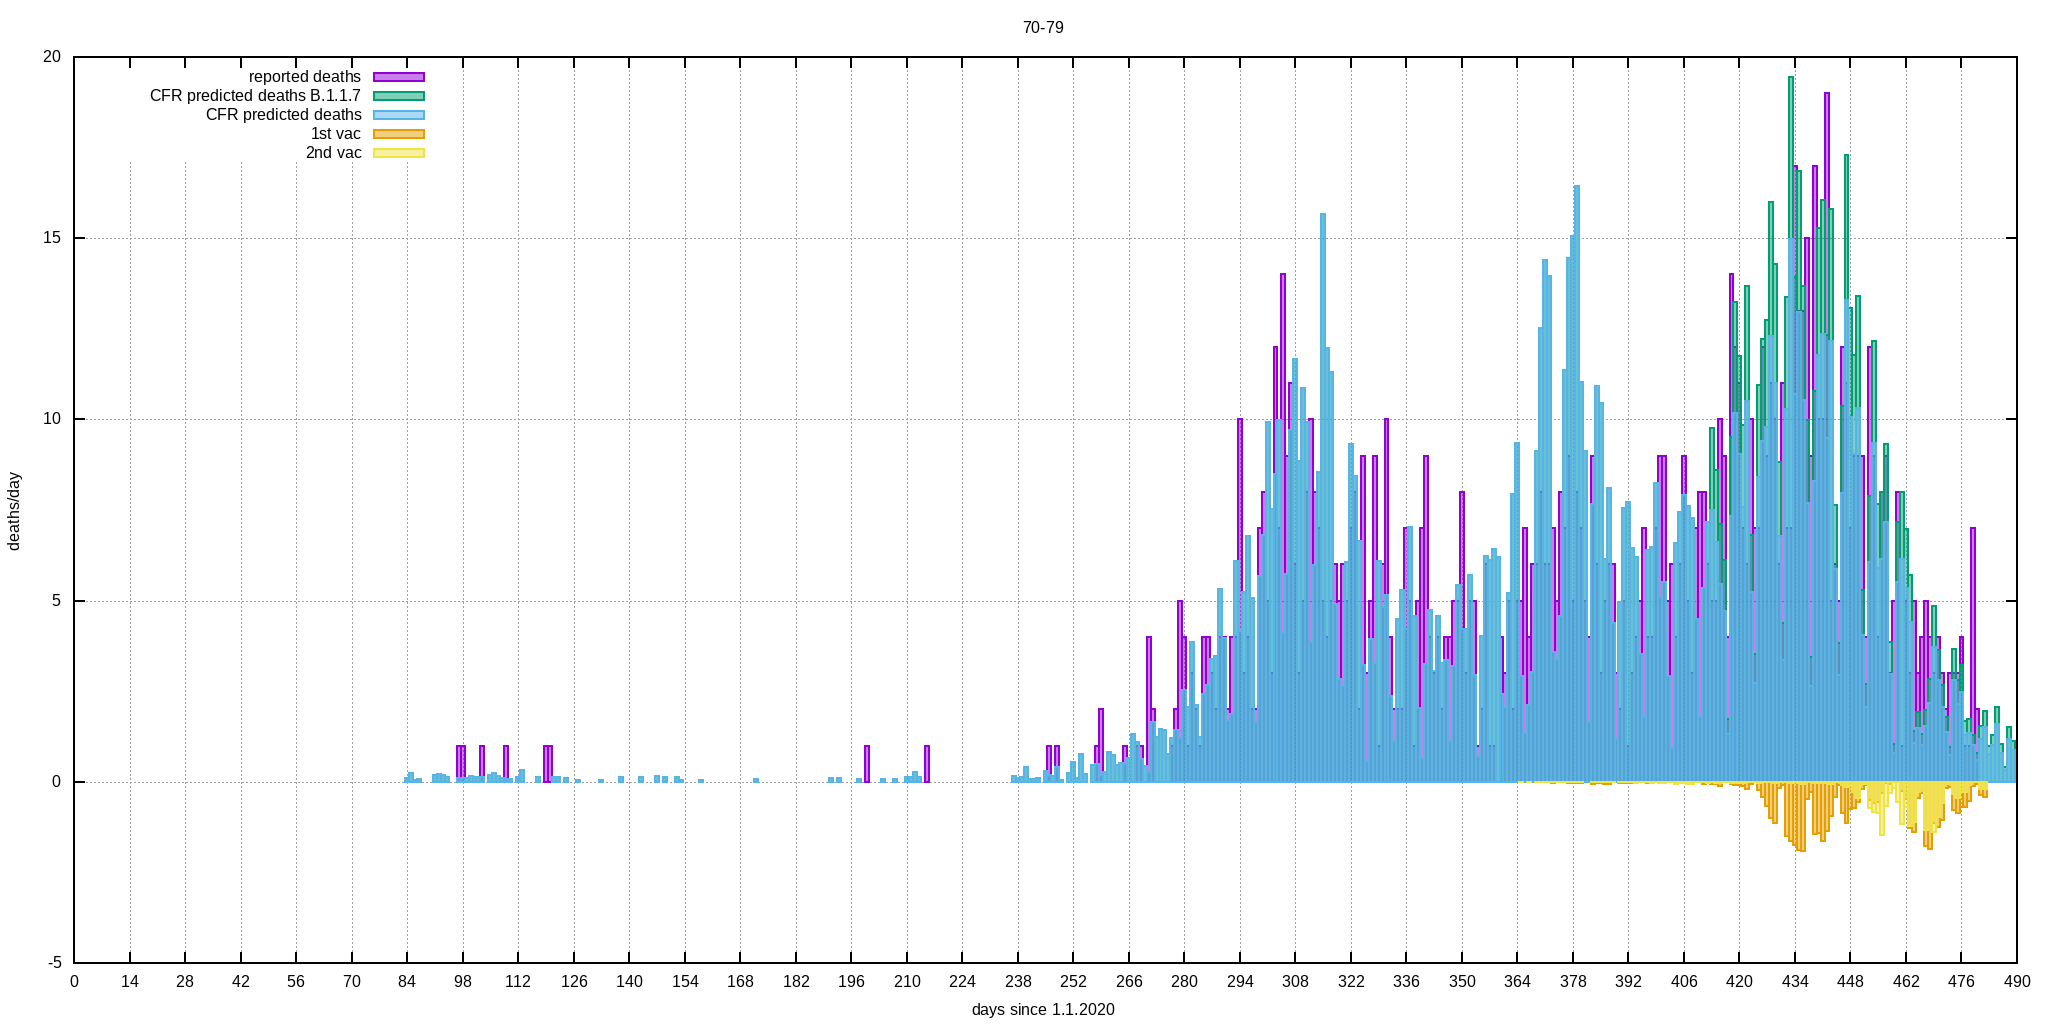 70-79
reported deaths
CFR predicted deaths B.1.1.7
CFR predicted deaths
1st vac
2nd vac
20
15
10
5
0
-5
deaths/day
0 14 28 42 56 70 84 98 112 126 140 154 168 182 196 210 224 238 252 266 280 294 308 322 336 350 364 378 392 406 420 434 448 462 476 490
days since 1.1.2020